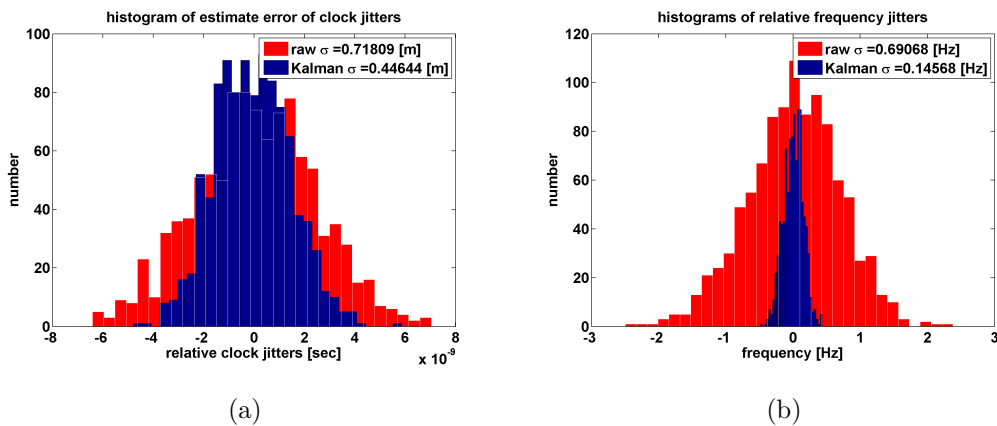 histogram of estimate error of clock jitters
raw σ =0.71809 [m]
Kalman σ =0.44644 [m]
number
100
80
60
40
20
0
-8 -6 -4 -2 0 2 4 6 8
relative clock jitters [sec]
x 10⁻⁹
(a)
histograms of relative frequency jitters
raw σ =0.69068 [Hz]
Kalman σ =0.14568 [Hz]
number
120
100
80
60
40
20
0
-3 -2 -1 0 1 2 3
frequency [Hz]
(b)